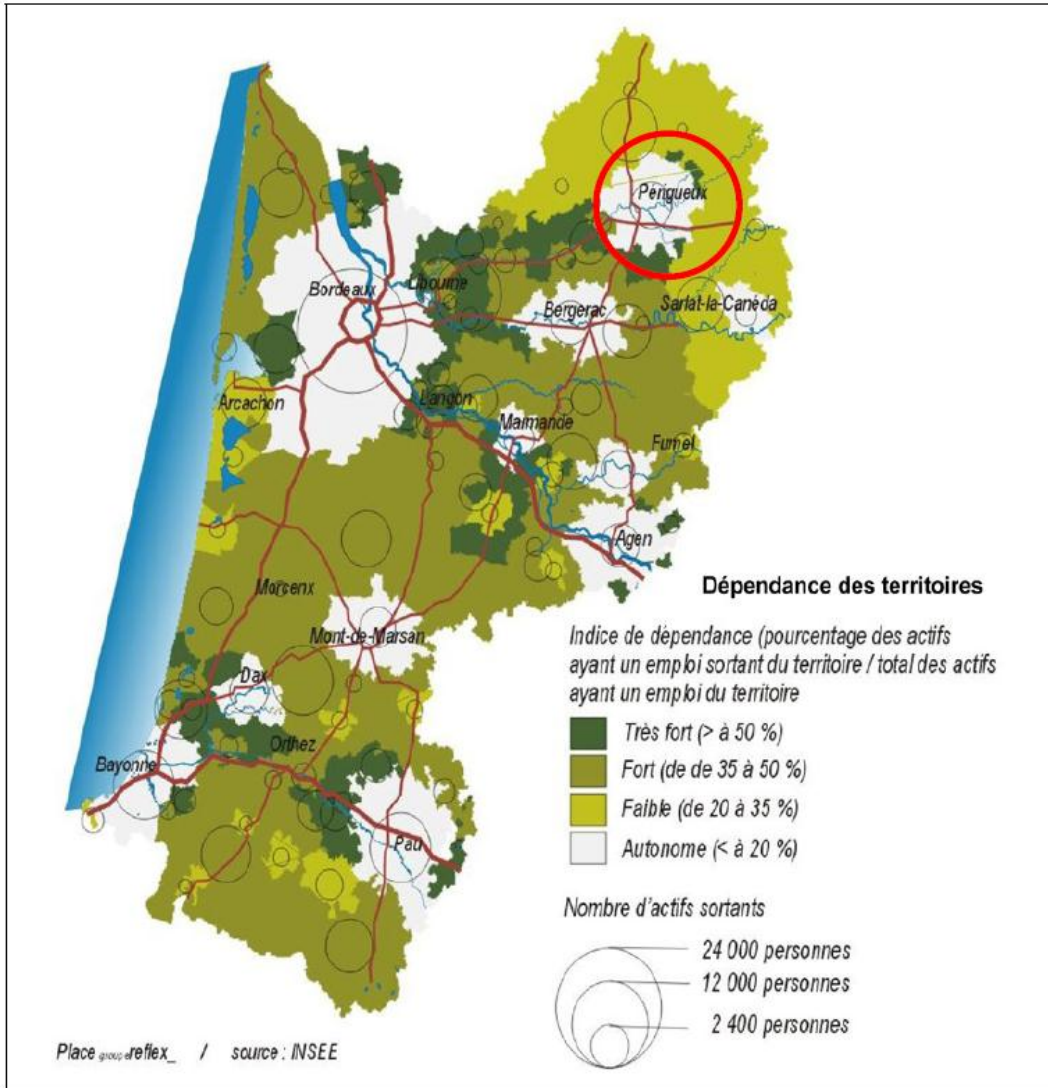 Périgueux
Bordeaux
Libourne
Bergerac
Sarlat-la-Canéda
Arcachon
Langon
Marmande
Fumel
Agen
Morcenx
Mont-de-Marsan
Dax
Orthez
Bayonne
Pau
Dépendance des territoires
Indice de dépendance (pourcentage des actifs
ayant un emploi sortant du territoire / total des actifs
ayant un emploi du territoire
Très fort (> à 50 %)
Fort (de de 35 à 50 %)
Faible (de 20 à 35 %)
Autonome (< à 20 %)
Nombre d'actifs sortants
24 000 personnes
12 000 personnes
2 400 personnes
Place groupe reflex_ / source : INSEE